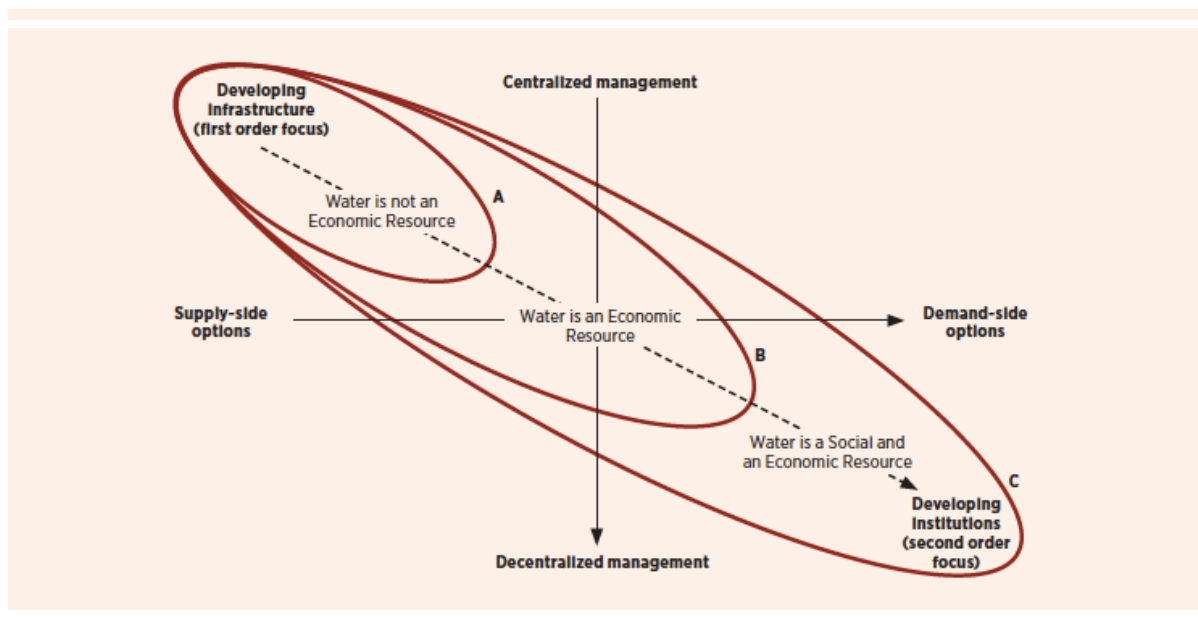 Centralized management
Developing
Infrastructure
(first order focus)
Water is not an
Economic Resource
A
Supply-side
options
Water is an Economic
Resource
Demand-side
options
B
Water is a Social and
an Economic Resource
C
Developing
Institutions
(second order
focus)
Decentralized management